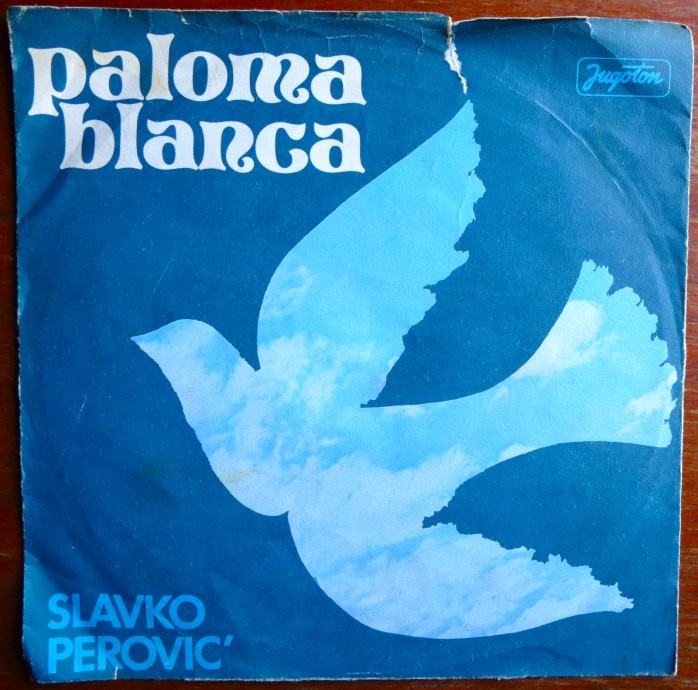 paloma
blanca
Jugoton
SLAVKO
PEROVIC´